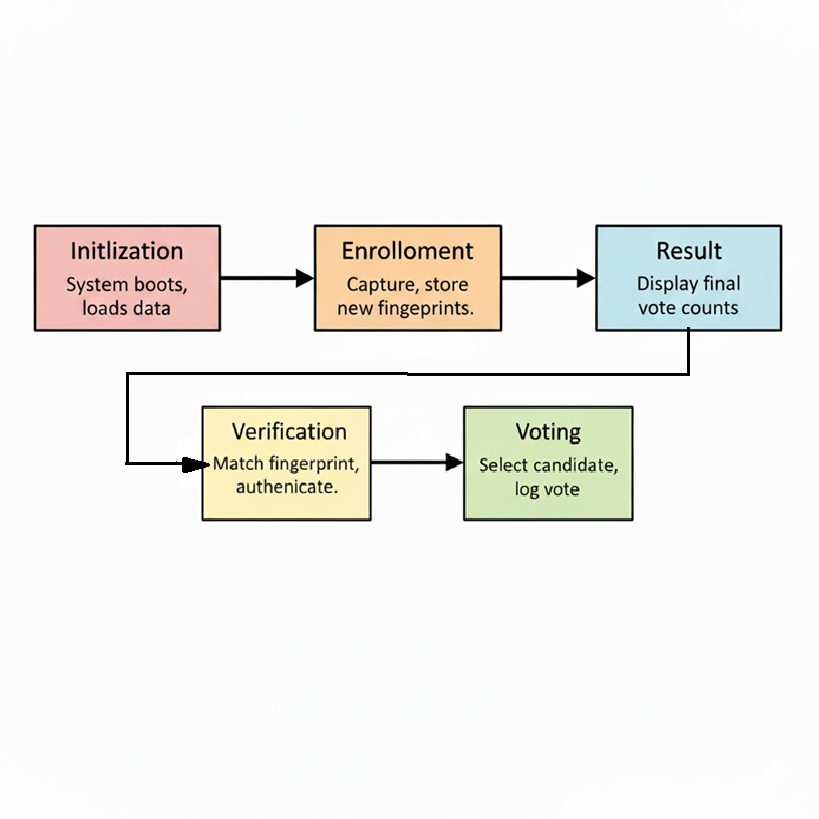 Initlization
System boots,
loads data
Enrolloment
Capture, store
new fingeprints.
Result
Display final
vote counts
Verification
Match fingerprint,
authenicate.
Voting
Select candidate,
log vote